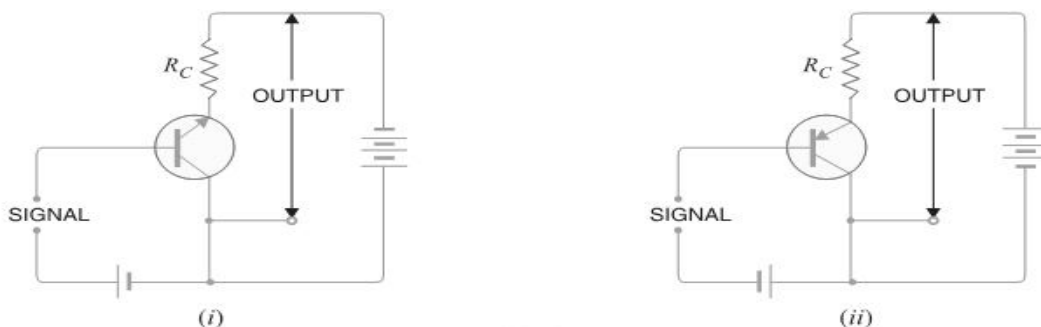 R_C
OUTPUT
SIGNAL
(i)
R_C
OUTPUT
SIGNAL
(ii)